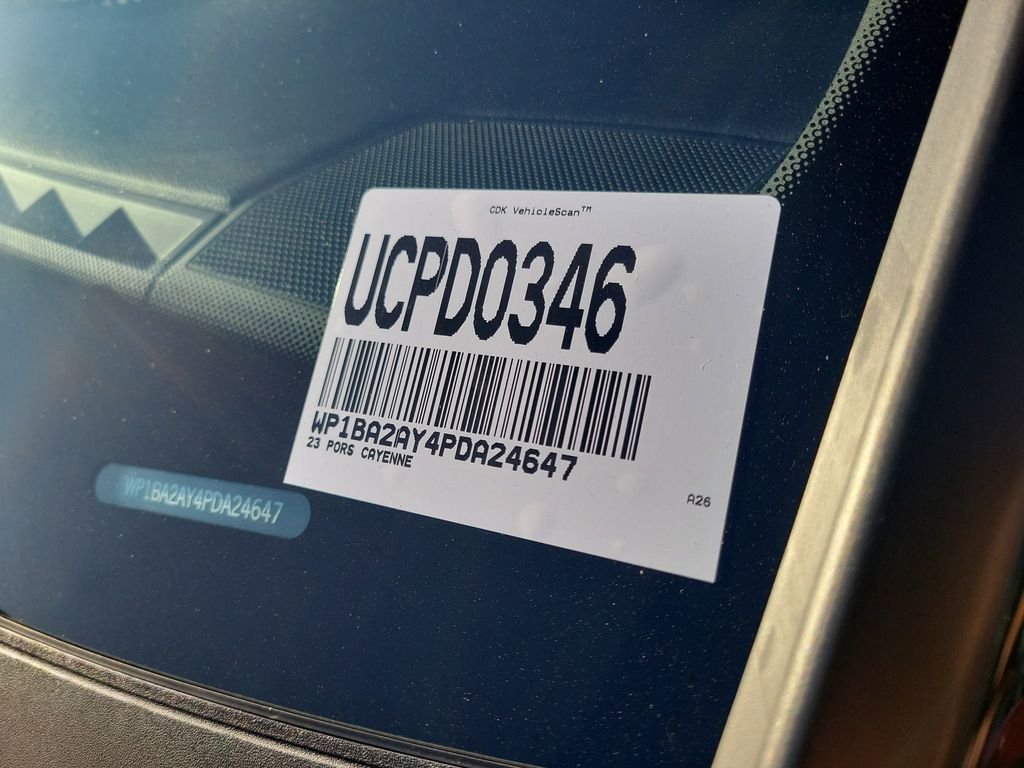 CDK VehicleScan™
UCPD0346
WP1BA2AY4PDA24647
23 PORS CAYENNE
A26
WP1BA2AY4PDA24647